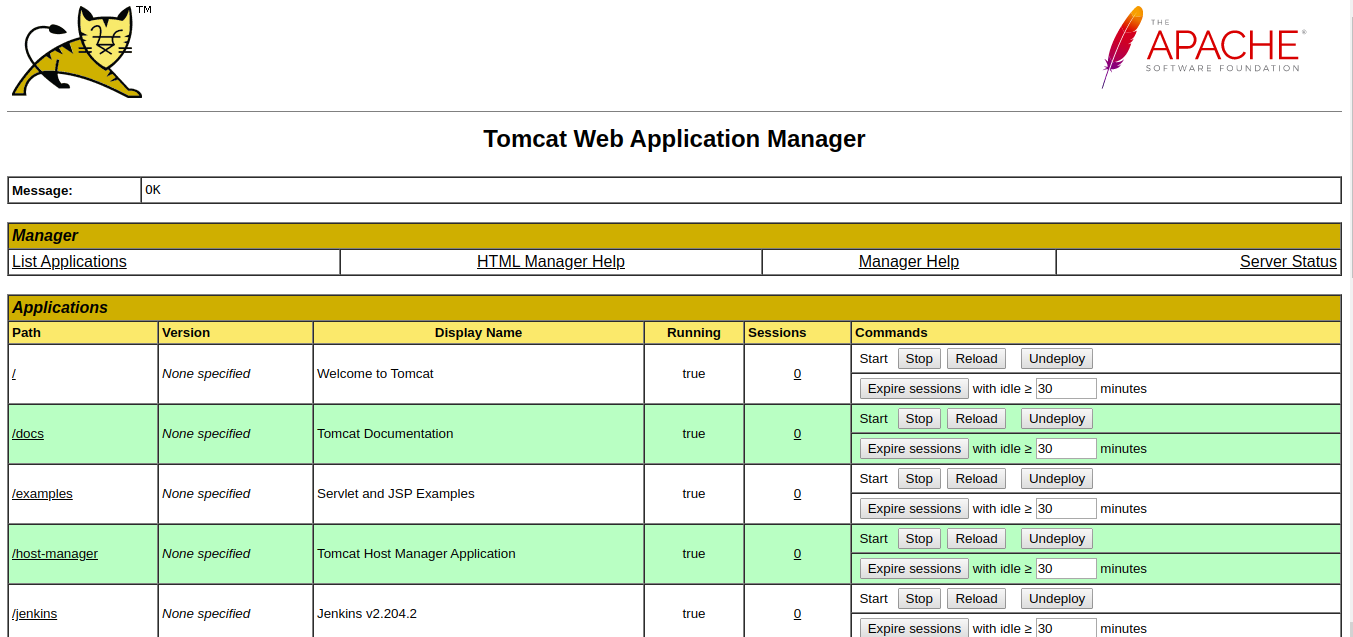 TM
THE
APACHE®
SOFTWARE FOUNDATION
Tomcat Web Application Manager
Message: OK
Manager
List Applications HTML Manager Help Manager Help Server Status
Applications
Path Version Display Name Running Sessions Commands
Start Stop Reload Undeploy
/ None specified Welcome to Tomcat true 0
Expire sessions with idle ≥ 30 minutes
Start Stop Reload Undeploy
/docs None specified Tomcat Documentation true 0
Expire sessions with idle ≥ 30 minutes
Start Stop Reload Undeploy
/examples None specified Servlet and JSP Examples true 0
Expire sessions with idle ≥ 30 minutes
Start Stop Reload Undeploy
/host-manager None specified Tomcat Host Manager Application true 0
Expire sessions with idle ≥ 30 minutes
Start Stop Reload Undeploy
/jenkins None specified Jenkins v2.204.2 true 0
Expire sessions with idle ≥ 30 minutes